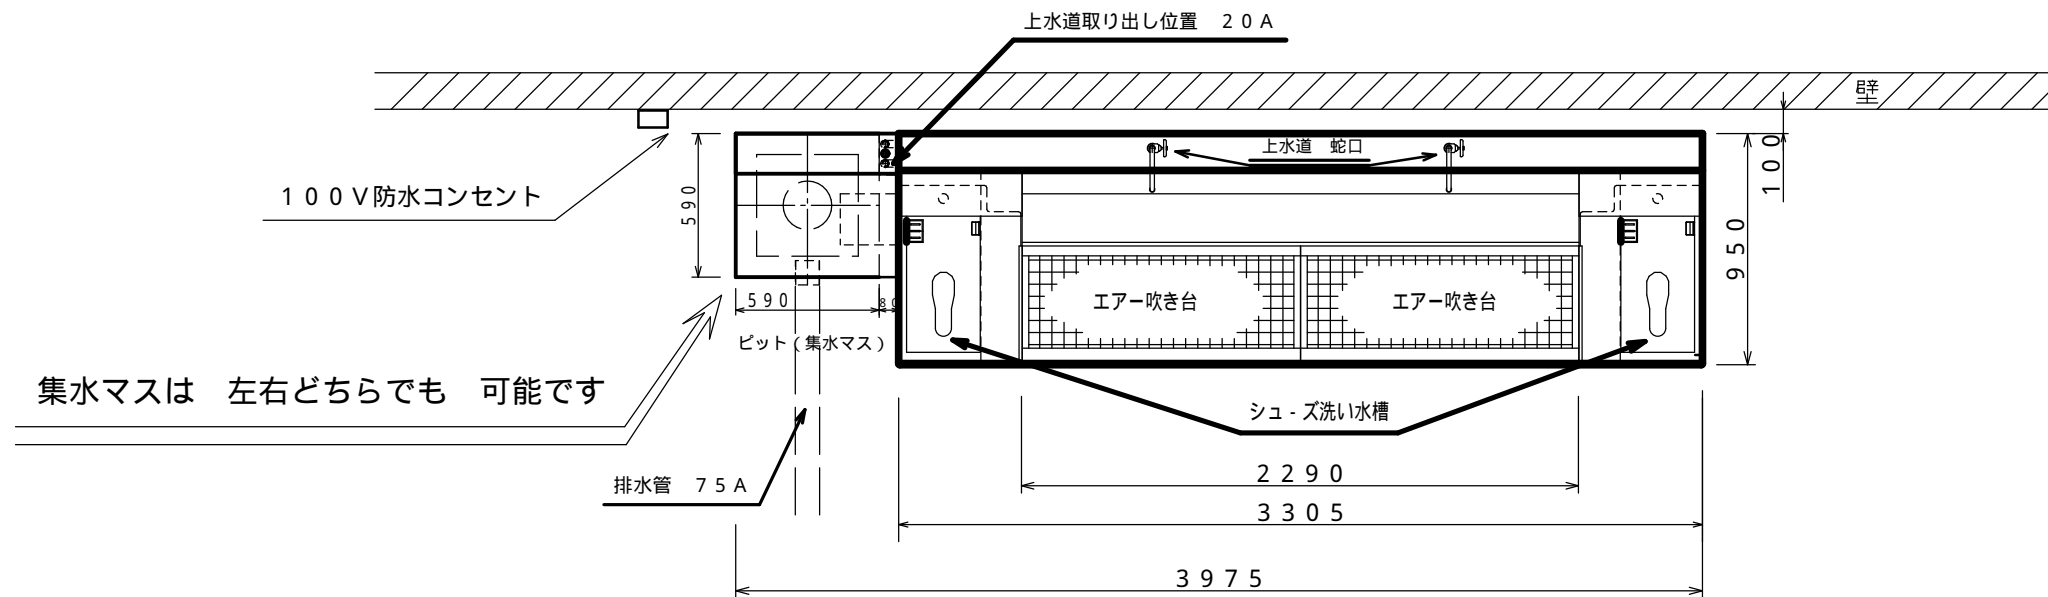 上水道取り出し位置　２０Ａ
壁
１００Ｖ防水コンセント
上水道　蛇口
100
590
950
590
80
エアー吹き台
エアー吹き台
ピット（集水マス）
集水マスは　左右どちらでも　可能です
シュ-ズ洗い水槽
排水管　７５Ａ
2290
3305
3975